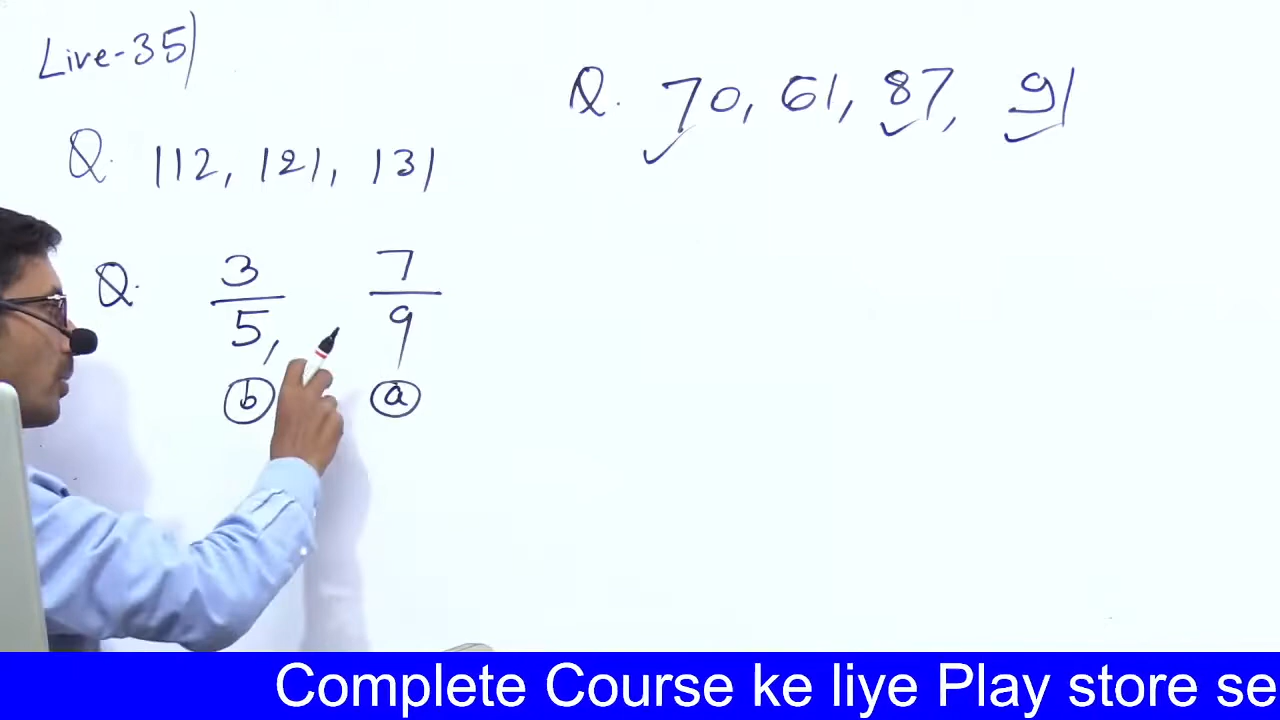 Live-35)
Q. 112, 121, 131
Q. 3/5, 7/9
b a
Q. 70, 61, 87, 91
Complete Course ke liye Play store se